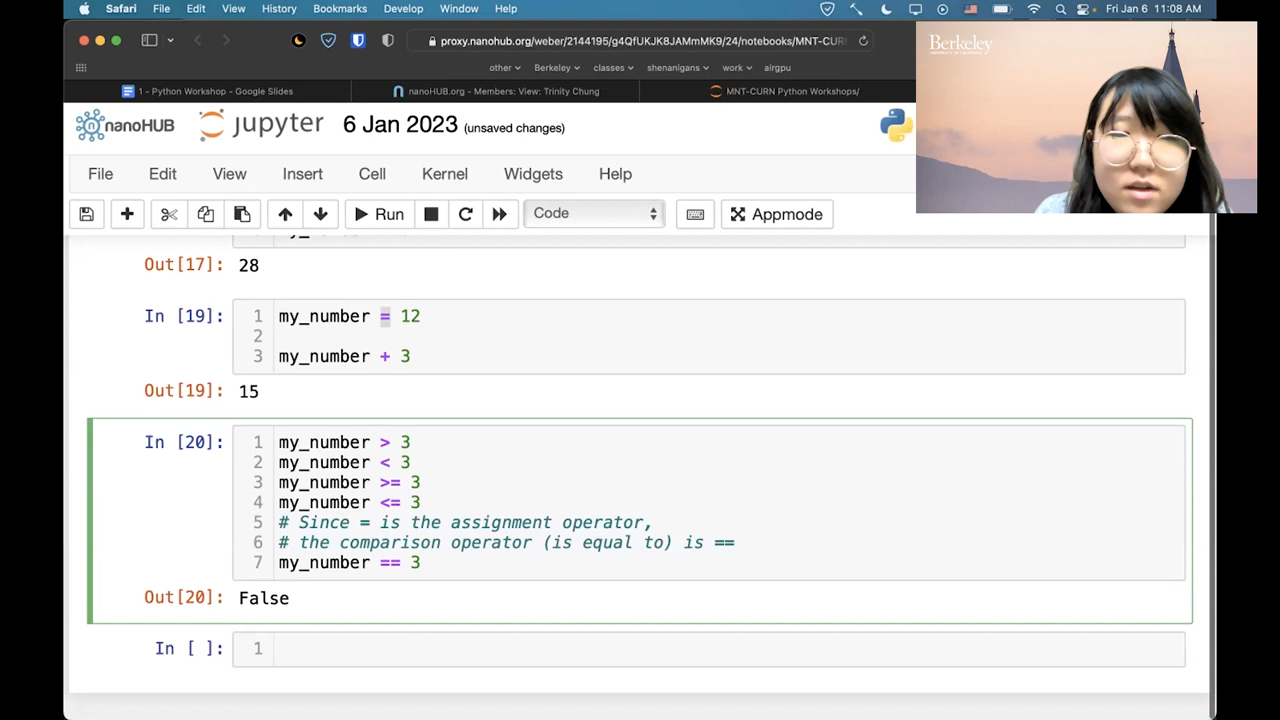 Safari File Edit View History Bookmarks Develop Window Help Fri Jan 6 11:08 AM
proxy.nanohub.org/weber/2144195/g4QfUKJK8JAMmMK9/24/notebooks/MNT-CURN
other Berkeley classes shenanigans work airgpu
1 - Python Workshop - Google Slides
nanoHUB.org - Members: View: Trinity Chung
MNT-CURN Python Workshops/
Berkeley
nanoHUB jupyter 6 Jan 2023 (unsaved changes)
File Edit View Insert Cell Kernel Widgets Help
Run Code Appmode
Out[17]: 28
In [19]: 1 my_number = 12
2
3 my_number + 3
Out[19]: 15
In [20]: 1 my_number > 3
2 my_number < 3
3 my_number >= 3
4 my_number <= 3
5 # Since = is the assignment operator,
6 # the comparison operator (is equal to) is ==
7 my_number == 3
Out[20]: False
In [ ]: 1